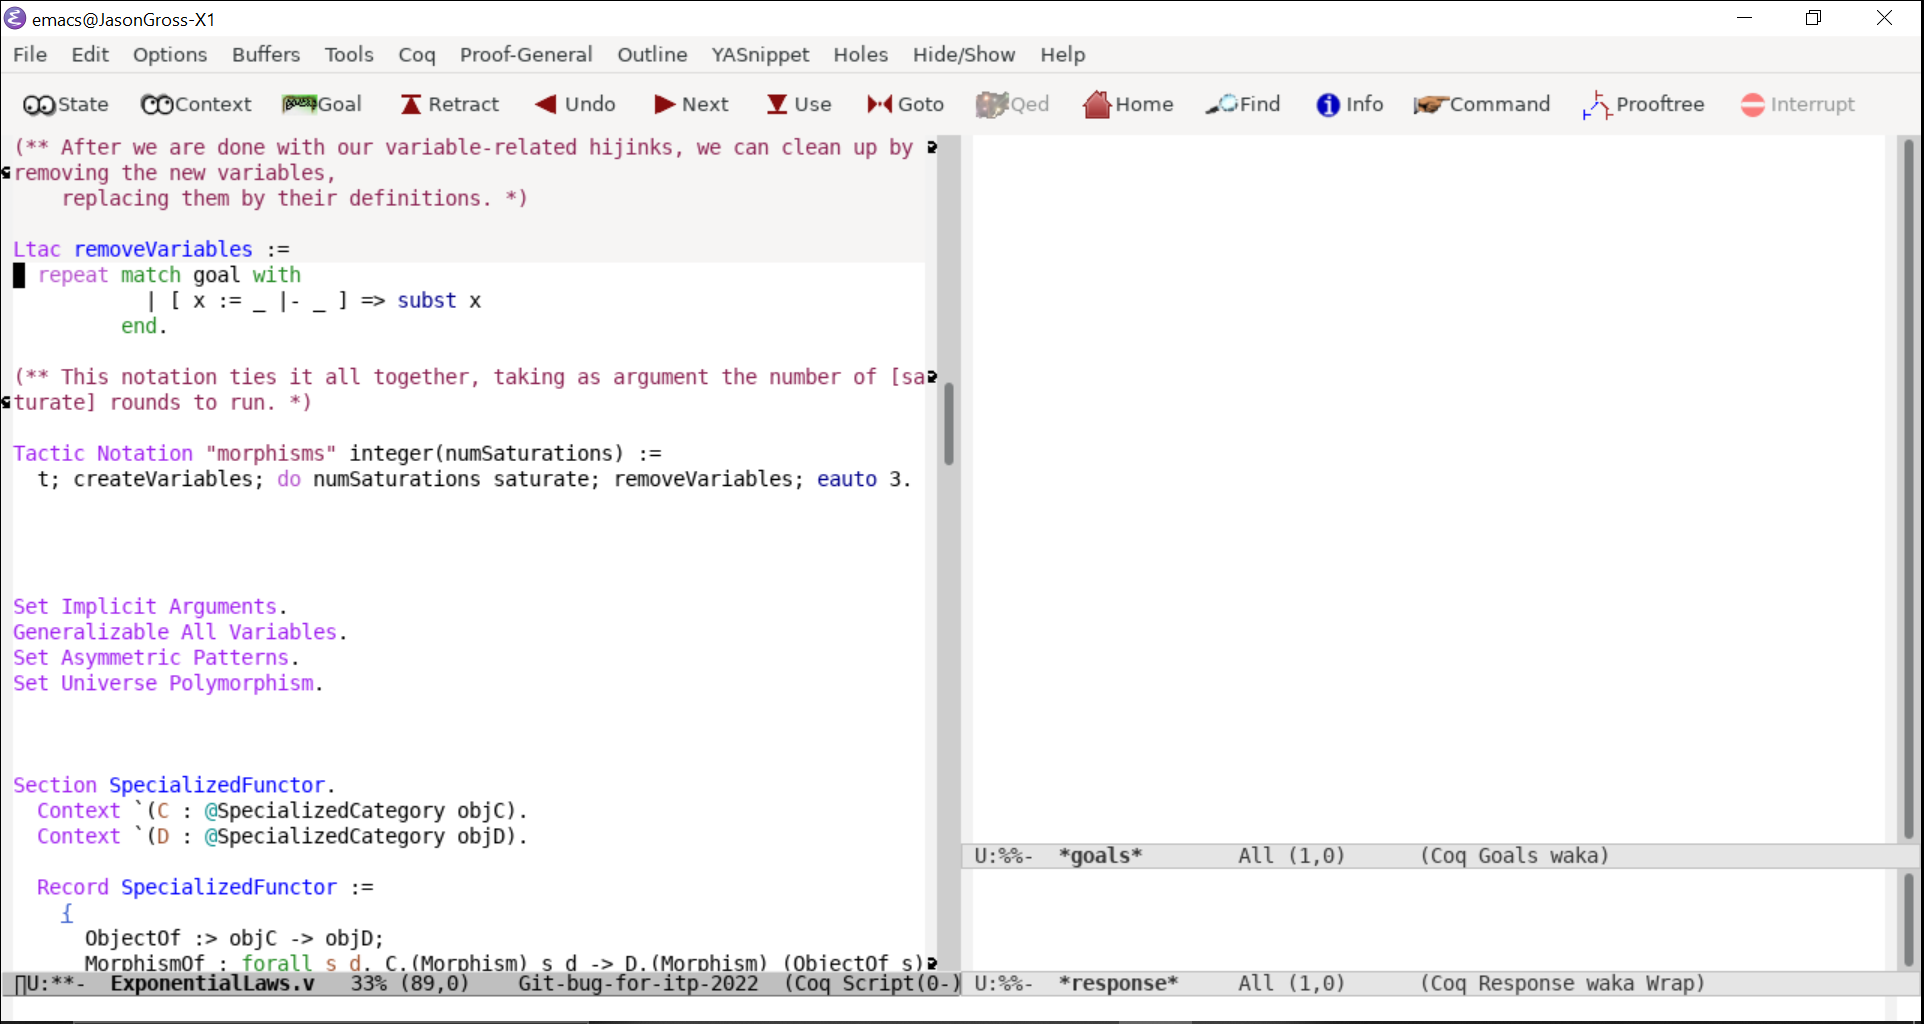 emacs@JasonGross-X1
File Edit Options Buffers Tools Coq Proof-General Outline YASnippet Holes Hide/Show Help
State Context Goal Retract Undo Next Use Goto Qed Home Find Info Command Prooftree Interrupt
(** After we are done with our variable-related hijinks, we can clean up by
removing the new variables,
    replacing them by their definitions. *)
Ltac removeVariables :=
  repeat match goal with
           | [ x := _ |- _ ] => subst x
         end.
(** This notation ties it all together, taking as argument the number of [sa
turate] rounds to run. *)
Tactic Notation "morphisms" integer(numSaturations) :=
  t; createVariables; do numSaturations saturate; removeVariables; eauto 3.
Set Implicit Arguments.
Generalizable All Variables.
Set Asymmetric Patterns.
Set Universe Polymorphism.
Section SpecializedFunctor.
  Context `(C : @SpecializedCategory objC).
  Context `(D : @SpecializedCategory objD).
  Record SpecializedFunctor :=
    {
      ObjectOf :> objC -> objD;
      MorphismOf : forall s d, C.(Morphism) s d -> D.(Morphism) (ObjectOf s)
U:**-  ExponentialLaws.v   33% (89,0)    Git-bug-for-itp-2022  (Coq Script(0-)
U:%%-  *goals*        All (1,0)      (Coq Goals waka)
U:%%-  *response*     All (1,0)      (Coq Response waka Wrap)